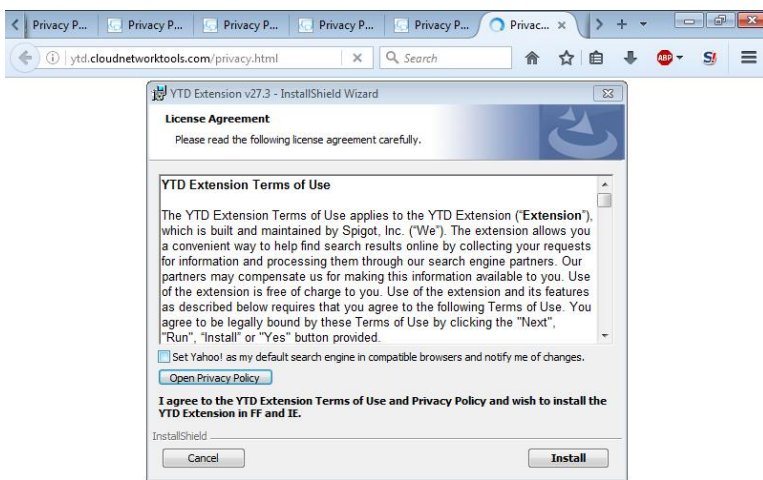 Privacy P...
Privacy P...
Privacy P...
Privacy P...
Privacy P...
Privac...
ytd.cloudnetworktools.com/privacy.html
Search
ABP
S!
YTD Extension v27.3 - InstallShield Wizard
License Agreement
Please read the following license agreement carefully.
YTD Extension Terms of Use
The YTD Extension Terms of Use applies to the YTD Extension (“Extension”),
which is built and maintained by Spigot, Inc. (“We”). The extension allows you
a convenient way to help find search results online by collecting your requests
for information and processing them through our search engine partners. Our
partners may compensate us for making this information available to you. Use
of the extension is free of charge to you. Use of the extension and its features
as described below requires that you agree to the following Terms of Use. You
agree to be legally bound by these Terms of Use by clicking the "Next",
"Run", “Install” or "Yes" button provided.
Set Yahoo! as my default search engine in compatible browsers and notify me of changes.
Open Privacy Policy
I agree to the YTD Extension Terms of Use and Privacy Policy and wish to install the
YTD Extension in FF and IE.
InstallShield
Cancel
Install